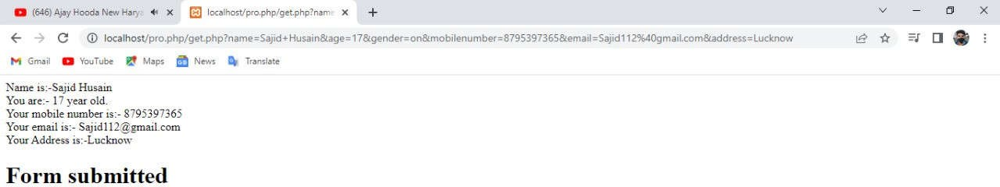 (646) Ajay Hooda New Harya
localhost/pro.php/get.php?name
localhost/pro.php/get.php?name=Sajid+Husain&age=17&gender=on&mobilenumber=8795397365&email=Sajid112%40gmail.com&address=Lucknow
Gmail YouTube Maps News Translate
Name is:-Sajid Husain
You are:- 17 year old.
Your mobile number is:- 8795397365
Your email is:- Sajid112@gmail.com
Your Address is:-Lucknow
Form submitted